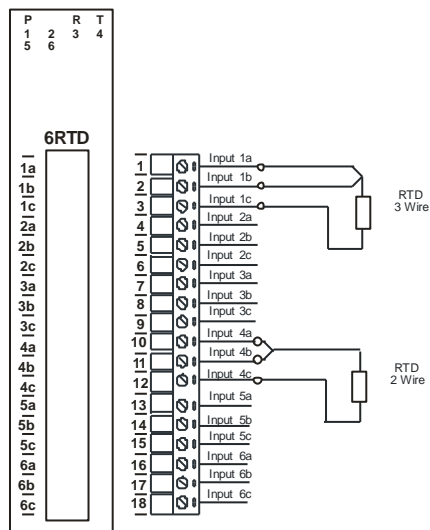 P R T
1 2 3 4
5 6
6RTD
1a
1b
1c
2a
2b
2c
3a
3b
3c
4a
4b
4c
5a
5b
5c
6a
6b
6c
1 Input 1a
2 Input 1b
3 Input 1c
4 Input 2a
5 Input 2b
6 Input 2c
7 Input 3a
8 Input 3b
9 Input 3c
10 Input 4a
11 Input 4b
12 Input 4c
13 Input 5a
14 Input 5b
15 Input 5c
16 Input 6a
17 Input 6b
18 Input 6c
RTD
3 Wire
RTD
2 Wire